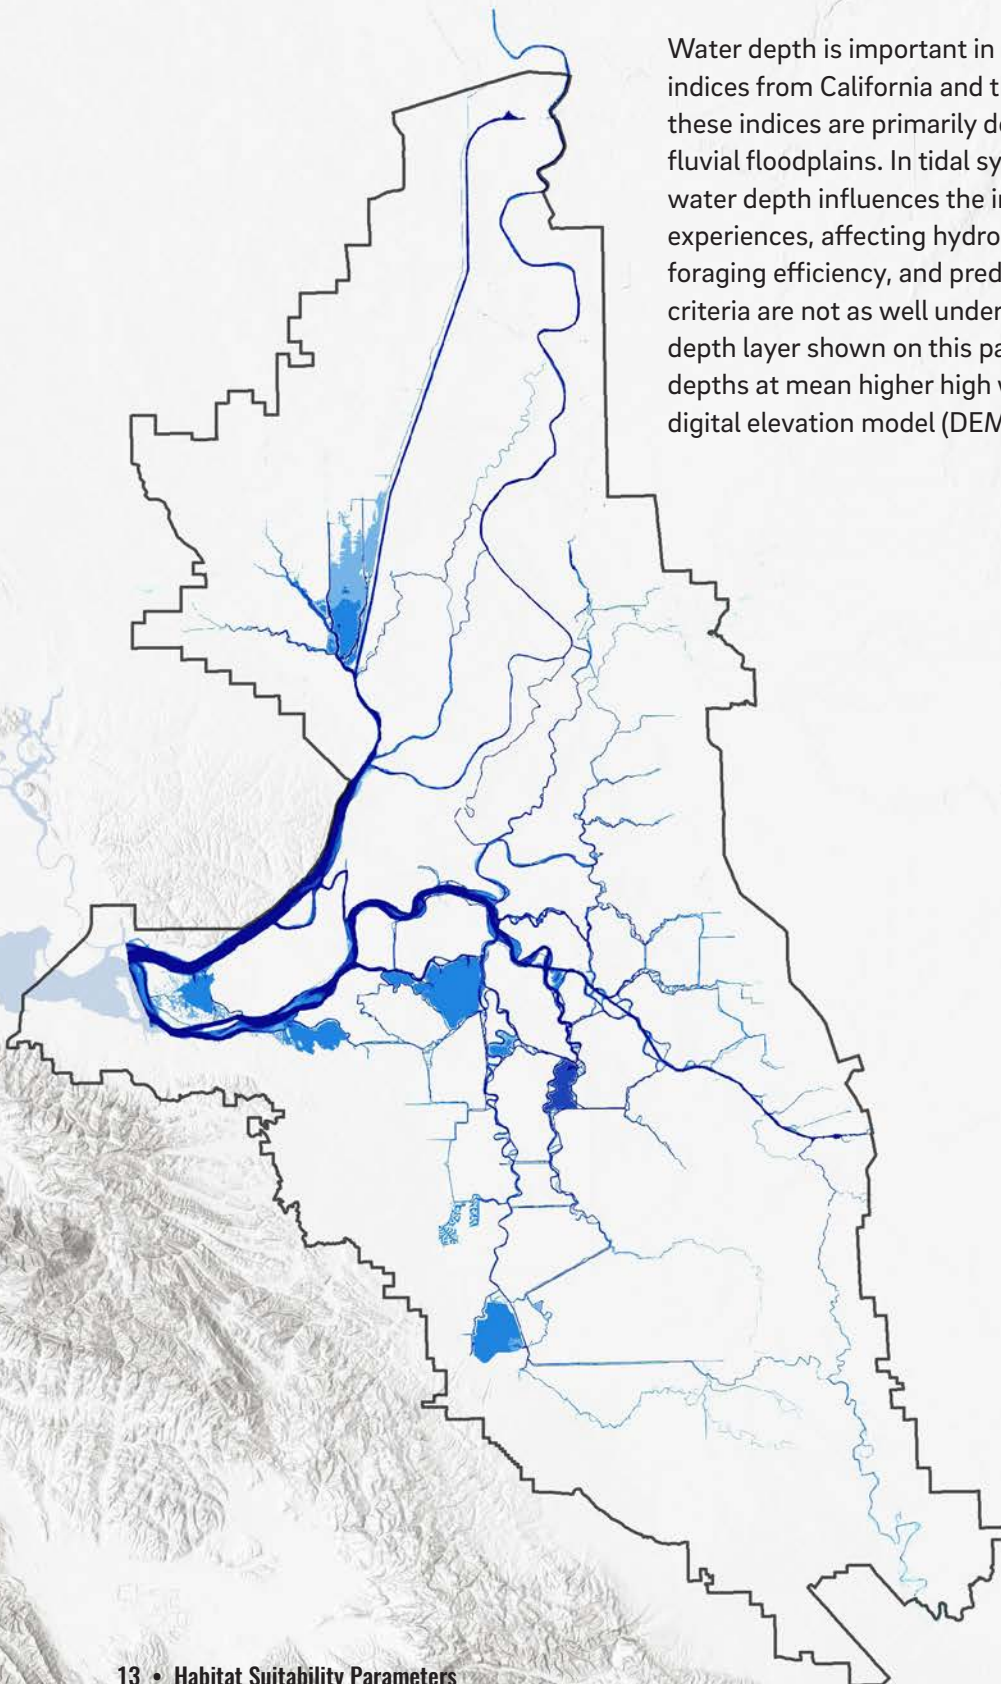 Water depth is important in
indices from California and t
these indices are primarily de
fluvial floodplains. In tidal sy
water depth influences the in
experiences, affecting hydro
foraging efficiency, and pred
criteria are not as well under
depth layer shown on this pa
depths at mean higher high
digital elevation model (DEM
13 • Habitat Suitability Parameters